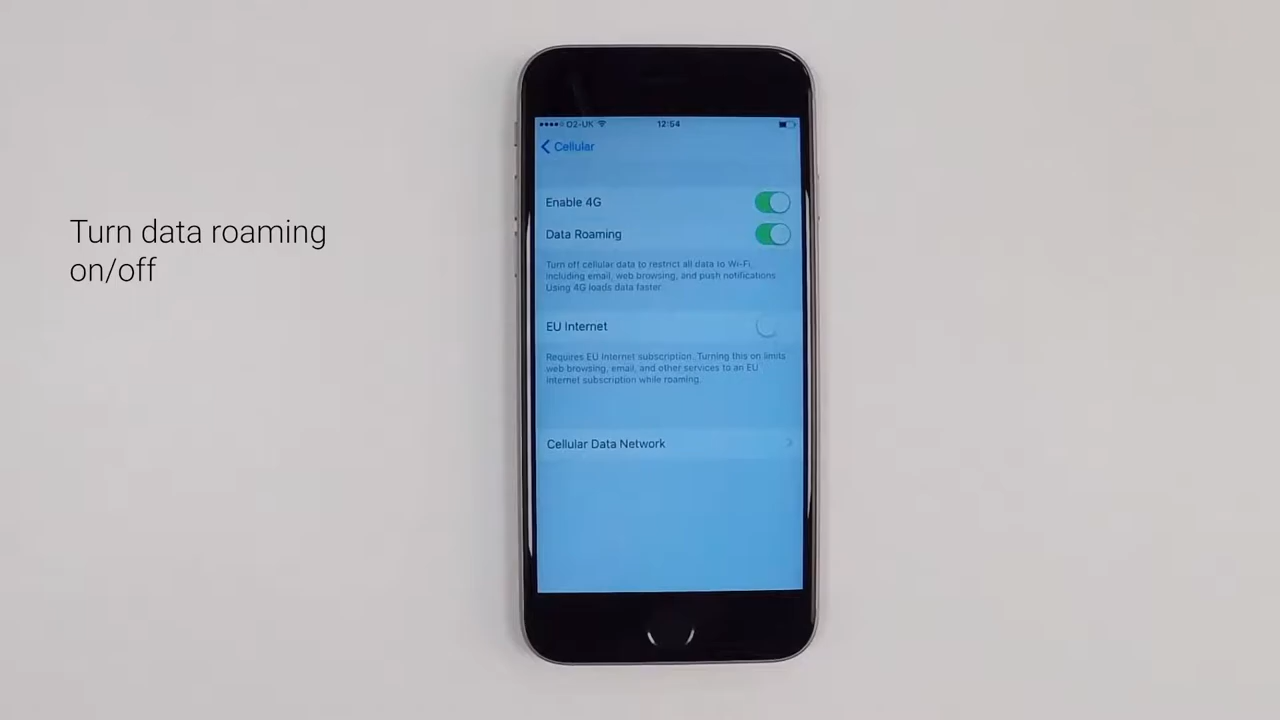 Turn data roaming
on/off
O2-UK
12:54
Cellular
Enable 4G
Data Roaming
Turn off cellular data to restrict all data to Wi-Fi,
including email, web browsing, and push notifications
Using 4G loads data faster.
EU Internet
Requires EU Internet subscription. Turning this on limits
web browsing, email, and other services to an EU
Internet subscription while roaming.
Cellular Data Network